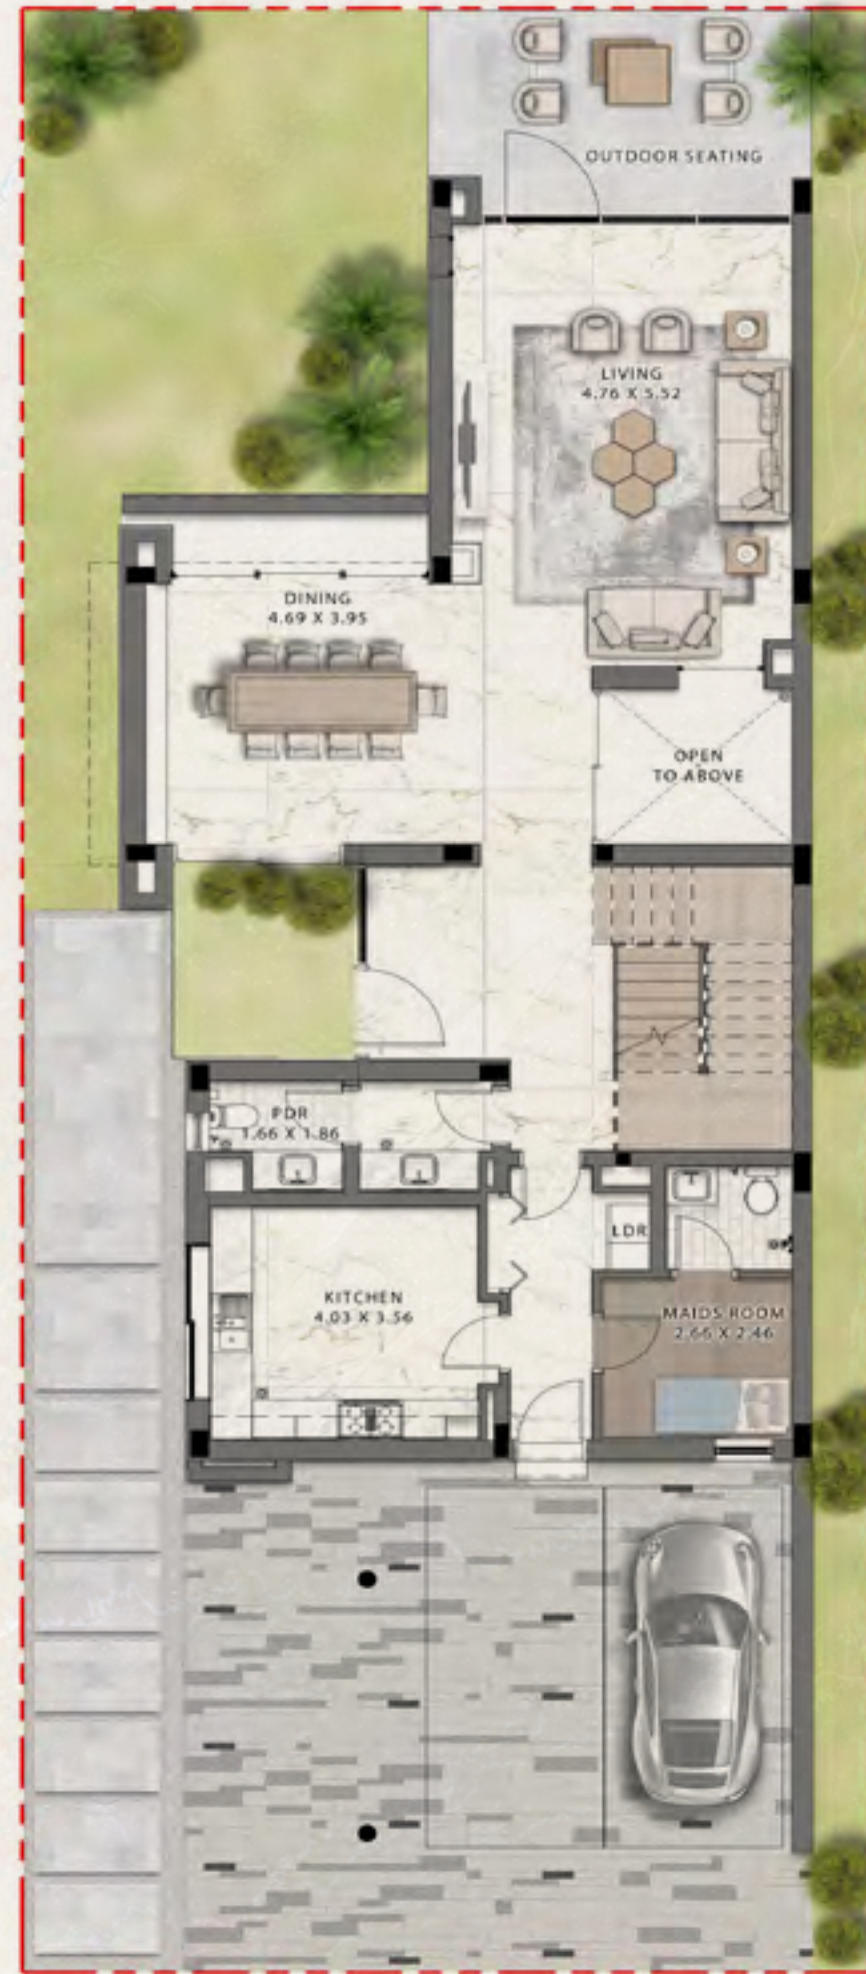 OUTDOOR SEATING
LIVING
4.76 X 5.52
DINING
4.69 X 3.95
OPEN
TO ABOVE
PDR
1.66 X 1.86
LDR
KITCHEN
4.03 X 3.56
MAIDS ROOM
2.66 X 2.46